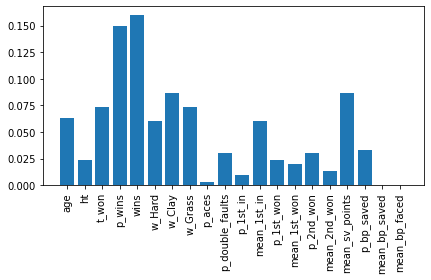 0.150
0.125
0.100
0.075
0.050
0.025
0.000
age
ht
t_won
p_wins
wins
w_Hard
w_Clay
w_Grass
p_aces
p_double_faults
p_1st_in
mean_1st_in
p_1st_won
mean_1st_won
p_2nd_won
mean_2nd_won
mean_sv_points
p_bp_saved
mean_bp_saved
mean_bp_faced